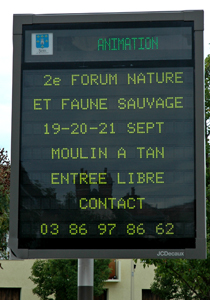 ANIMATION
2e FORUM NATURE
ET FAUNE SAUVAGE
19-20-21 SEPT
MOULIN A TAN
ENTREE LIBRE
CONTACT
03 86 97 86 62
JCDecaux